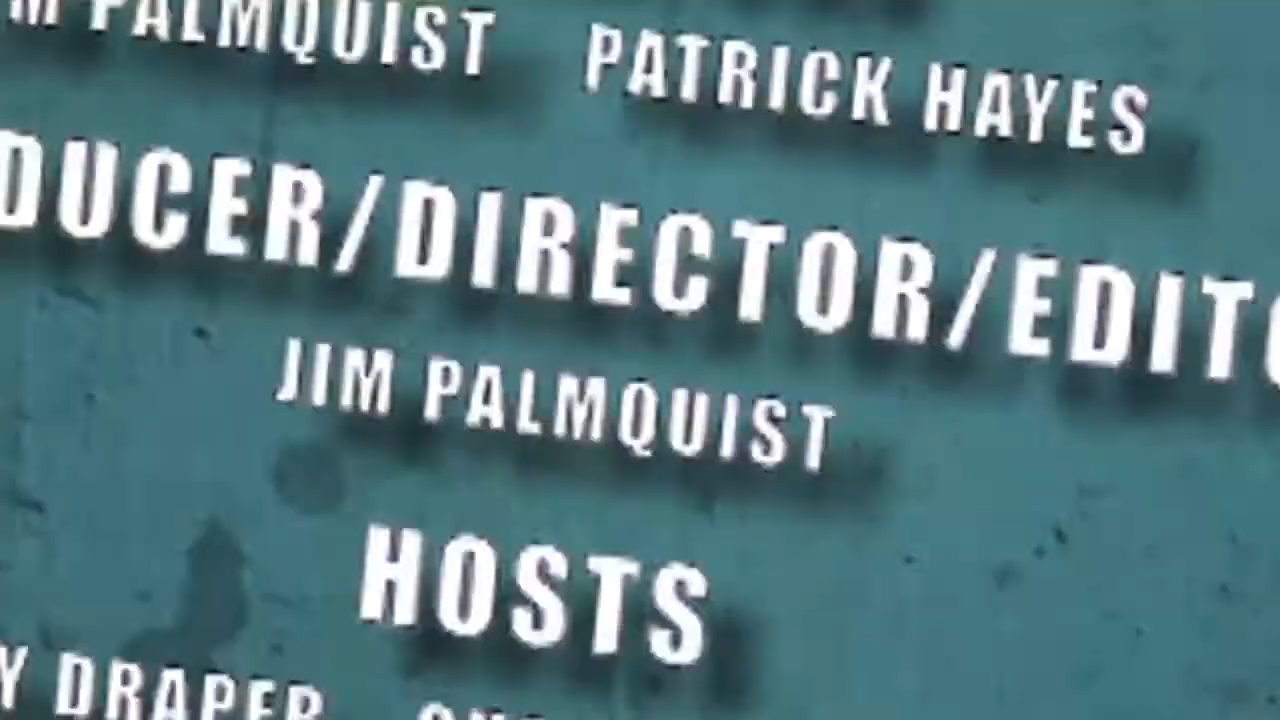 M PALMQUIST PATRICK HAYES
DUCER/DIRECTOR/EDITO
JIM PALMQUIST
HOSTS
Y DRAPER